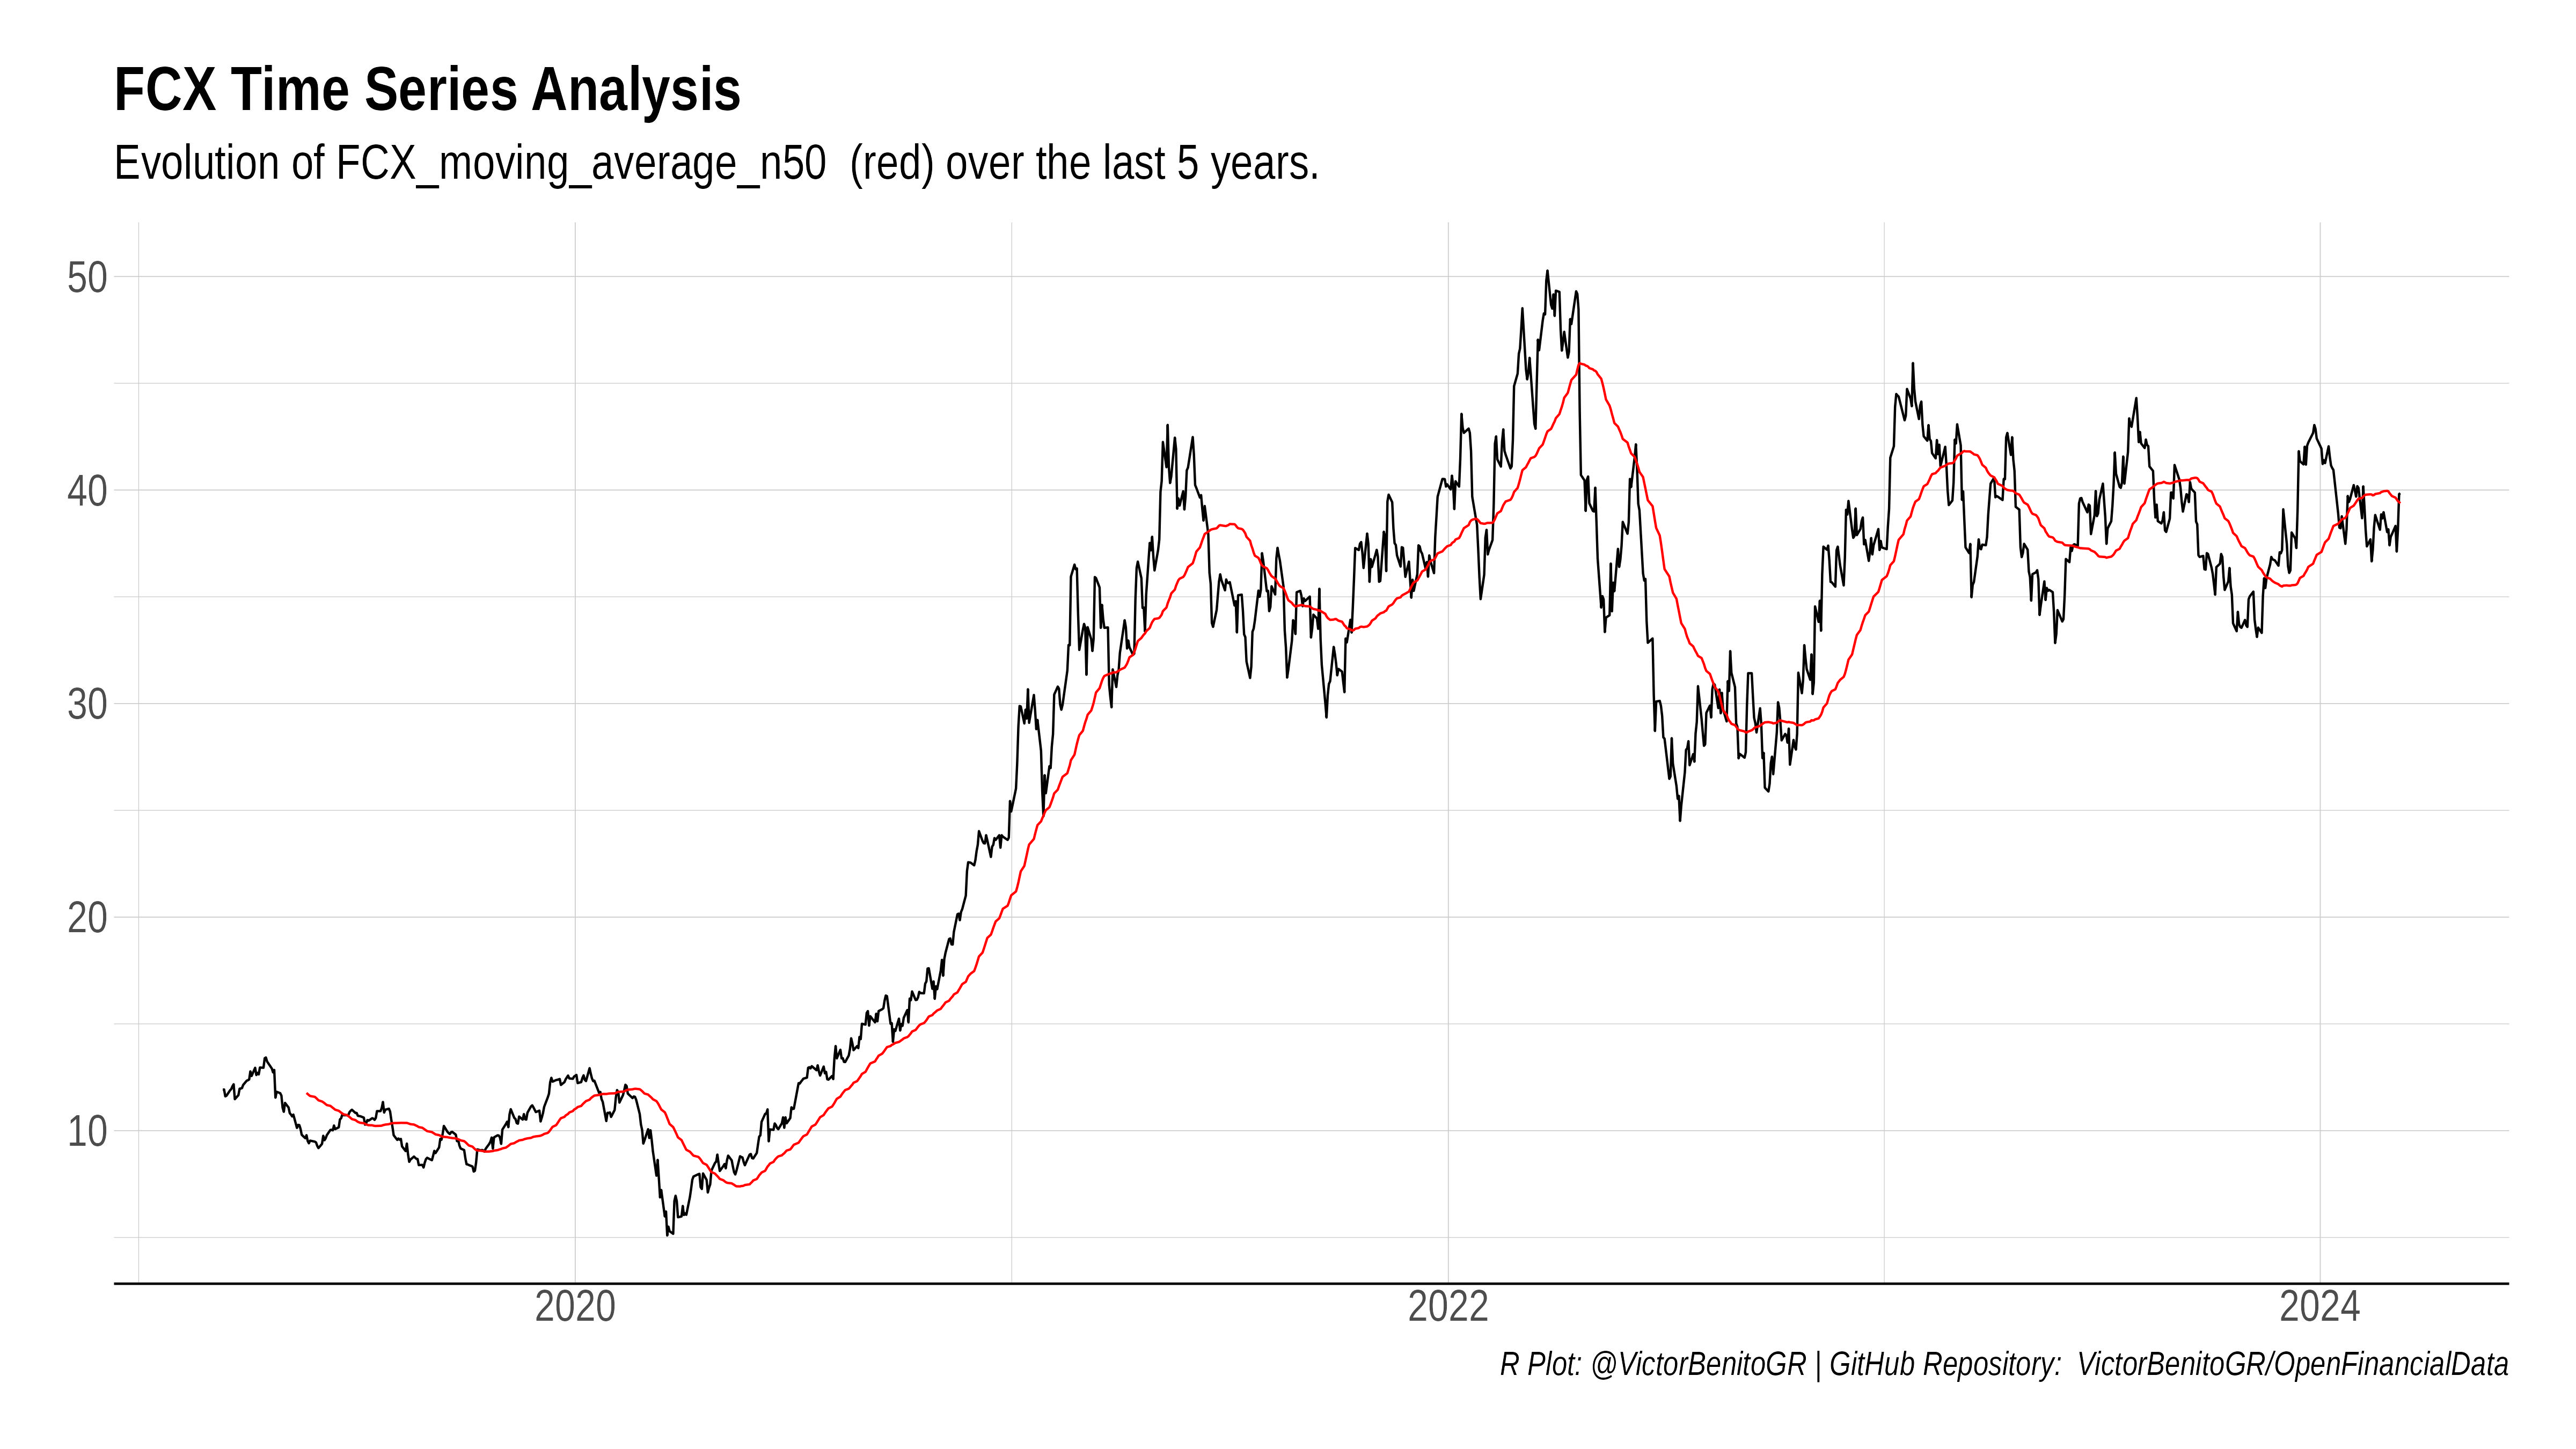 FCX Time Series Analysis
Evolution of FCX_moving_average_n50  (red) over the last 5 years.
50
40
30
20
10
2020 2022 2024
R Plot: @VictorBenitoGR | GitHub Repository:  VictorBenitoGR/OpenFinancialData